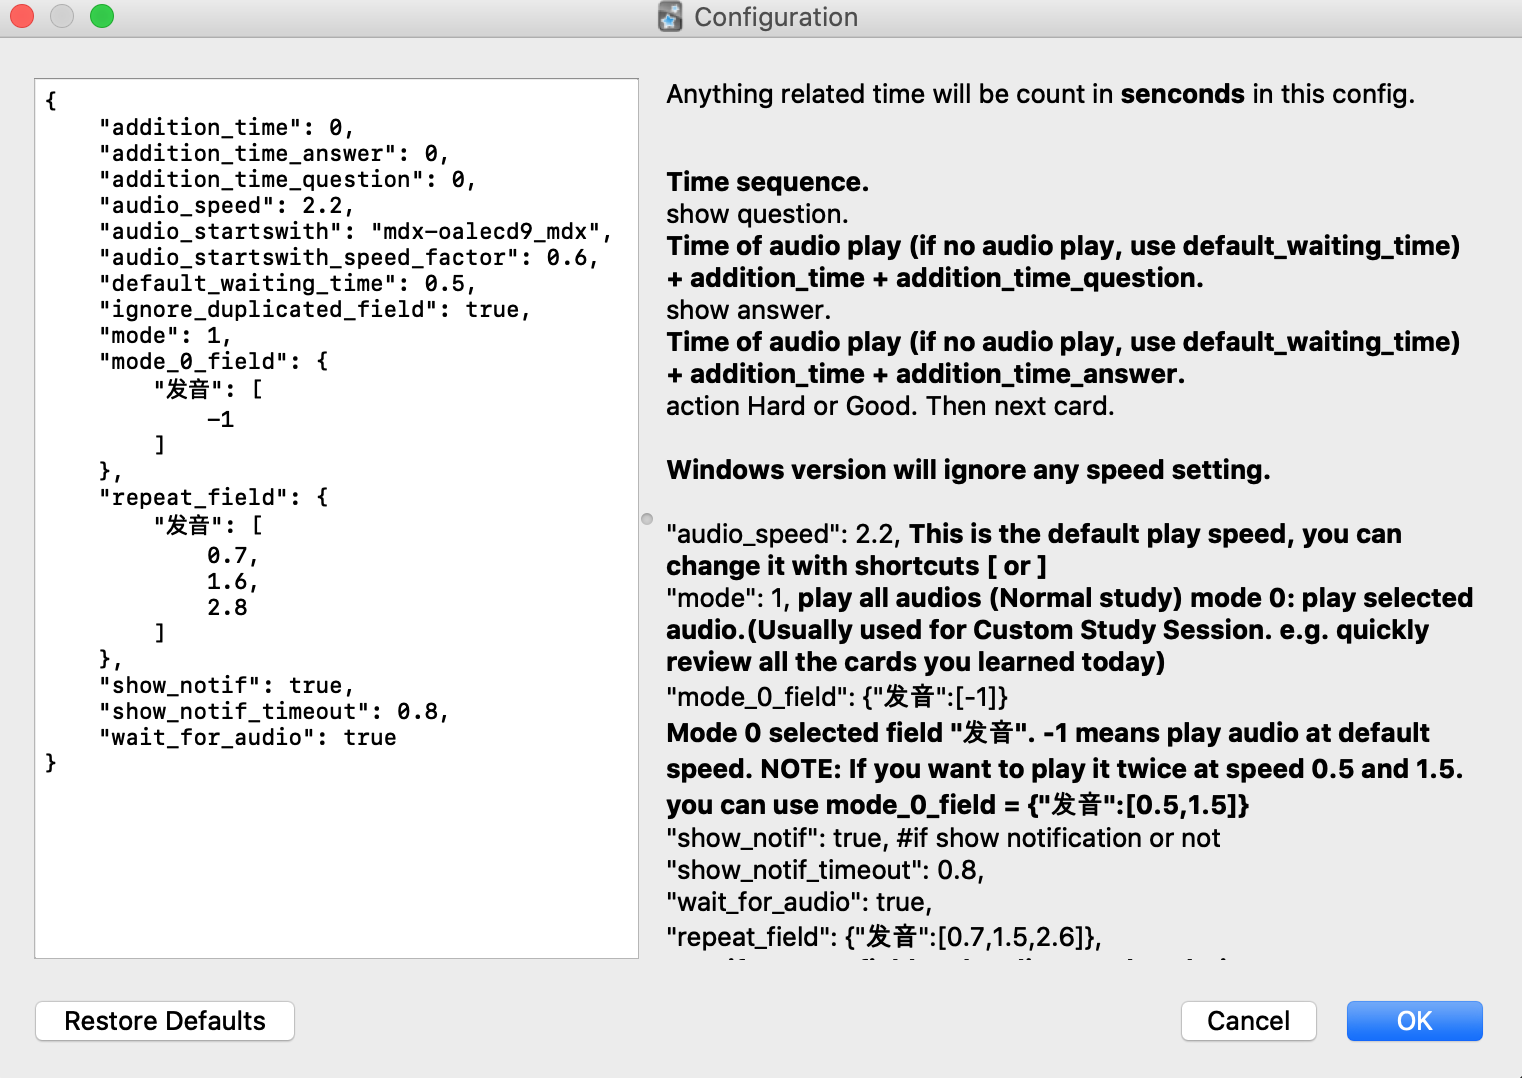 Configuration
{
"addition_time": 0,
"addition_time_answer": 0,
"addition_time_question": 0,
"audio_speed": 2.2,
"audio_startswith": "mdx-oalecd9_mdx",
"audio_startswith_speed_factor": 0.6,
"default_waiting_time": 0.5,
"ignore_duplicated_field": true,
"mode": 1,
"mode_0_field": {
"发音": [
-1
]
},
"repeat_field": {
"发音": [
0.7,
1.6,
2.8
]
},
"show_notif": true,
"show_notif_timeout": 0.8,
"wait_for_audio": true
}
Anything related time will be count in senconds in this config.
Time sequence.
show question.
Time of audio play (if no audio play, use default_waiting_time)
+ addition_time + addition_time_question.
show answer.
Time of audio play (if no audio play, use default_waiting_time)
+ addition_time + addition_time_answer.
action Hard or Good. Then next card.
Windows version will ignore any speed setting.
"audio_speed": 2.2, This is the default play speed, you can
change it with shortcuts [ or ]
"mode": 1, play all audios (Normal study) mode 0: play selected
audio.(Usually used for Custom Study Session. e.g. quickly
review all the cards you learned today)
"mode_0_field": {"发音":[-1]}
Mode 0 selected field "发音". -1 means play audio at default
speed. NOTE: If you want to play it twice at speed 0.5 and 1.5.
you can use mode_0_field = {"发音":[0.5,1.5]}
"show_notif": true, #if show notification or not
"show_notif_timeout": 0.8,
"wait_for_audio": true,
"repeat_field": {"发音":[0.7,1.5,2.6]},
Restore Defaults
Cancel
OK